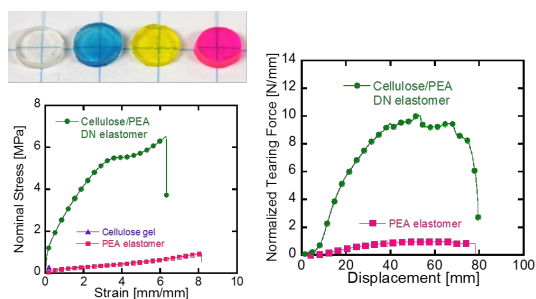 8
6
4
2
0
0
2
4
6
8
10
Nominal Stress [MPa]
Strain [mm/mm]
Cellulose/PEA
DN elastomer
Cellulose gel
PEA elastomer
14
12
10
8
6
4
2
0
0
20
40
60
80
100
Normalized Tearing Force [N/mm]
Displacement [mm]
Cellulose/PEA
DN elastomer
PEA elastomer